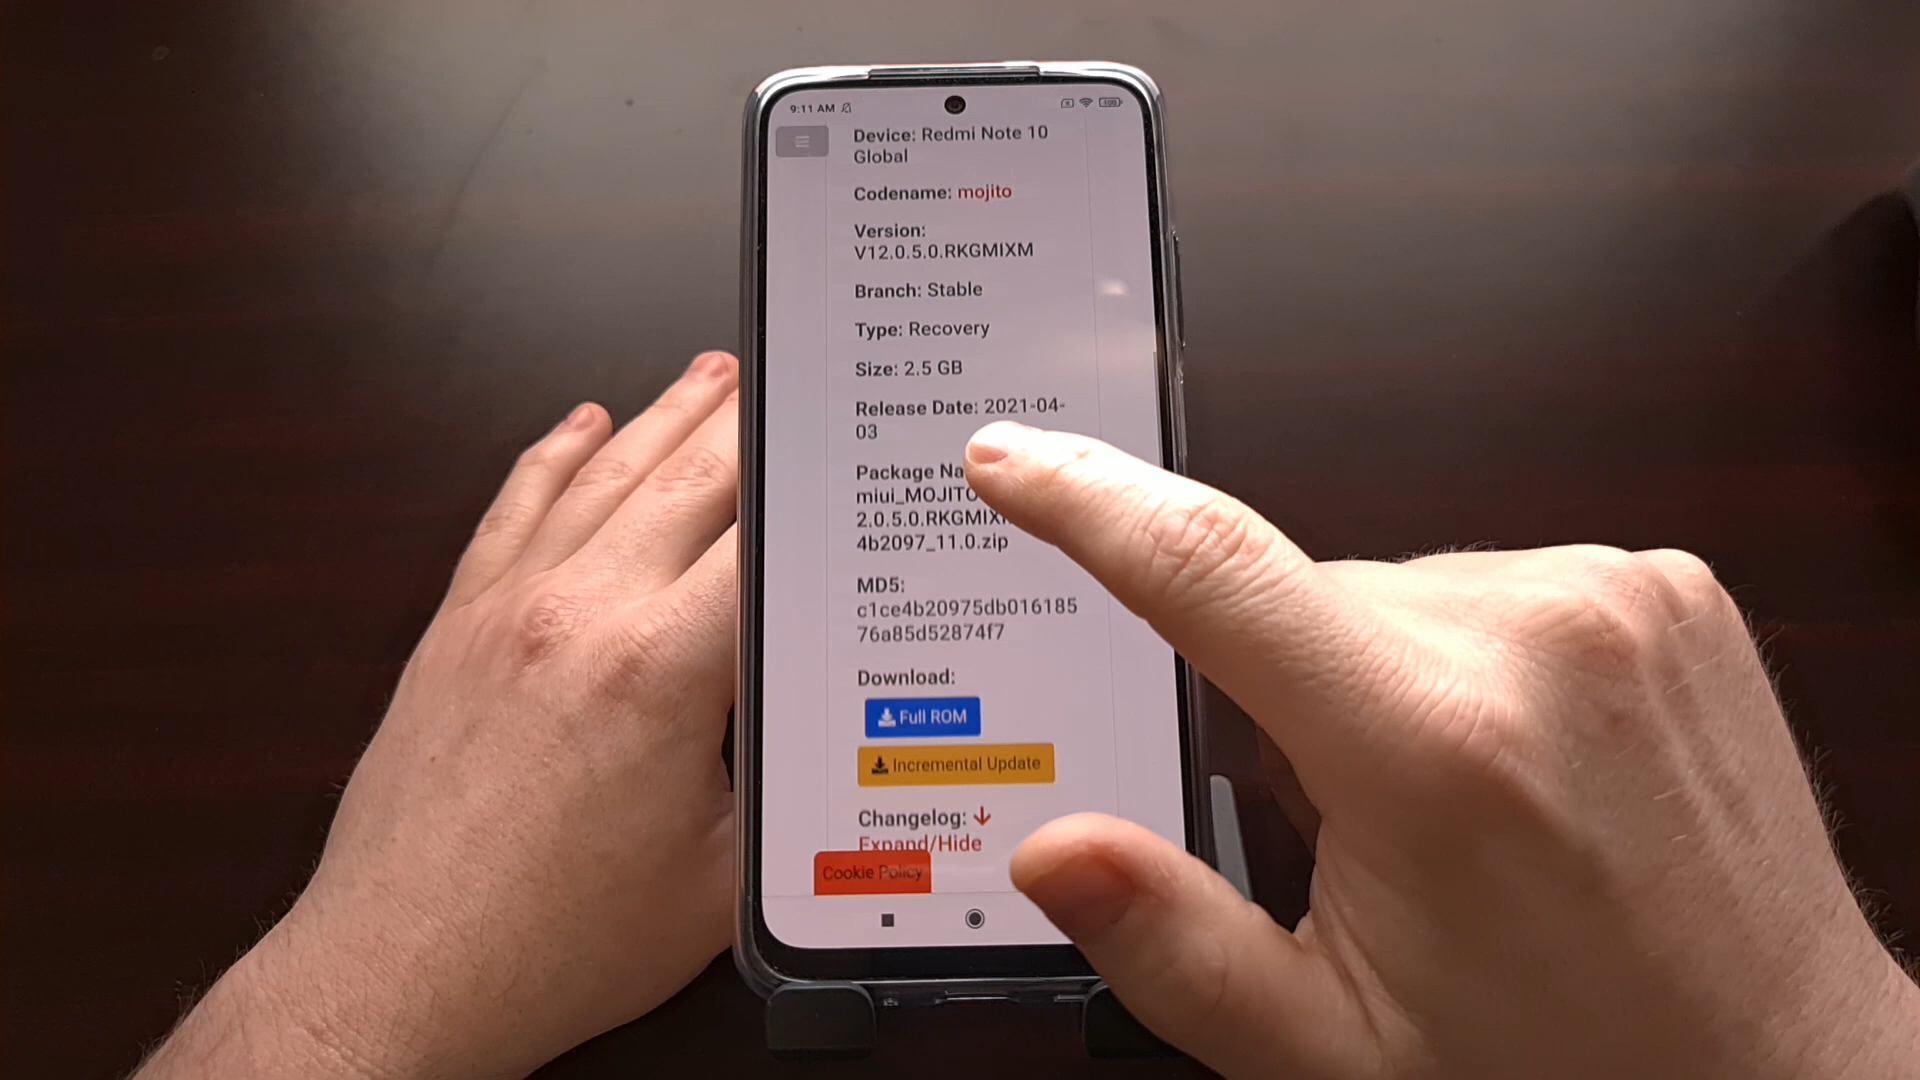 9:11 AM
Device: Redmi Note 10
Global
Codename: mojito
Version:
V12.0.5.0.RKGMIXM
Branch: Stable
Type: Recovery
Size: 2.5 GB
Release Date: 2021-04-
03
Package Na
miui_MOJITO
2.0.5.0.RKGMIX
4b2097_11.0.zip
MD5:
c1ce4b20975db016185
76a85d52874f7
Download:
Full ROM
Incremental Update
Changelog:
Expand/Hide
Cookie Policy